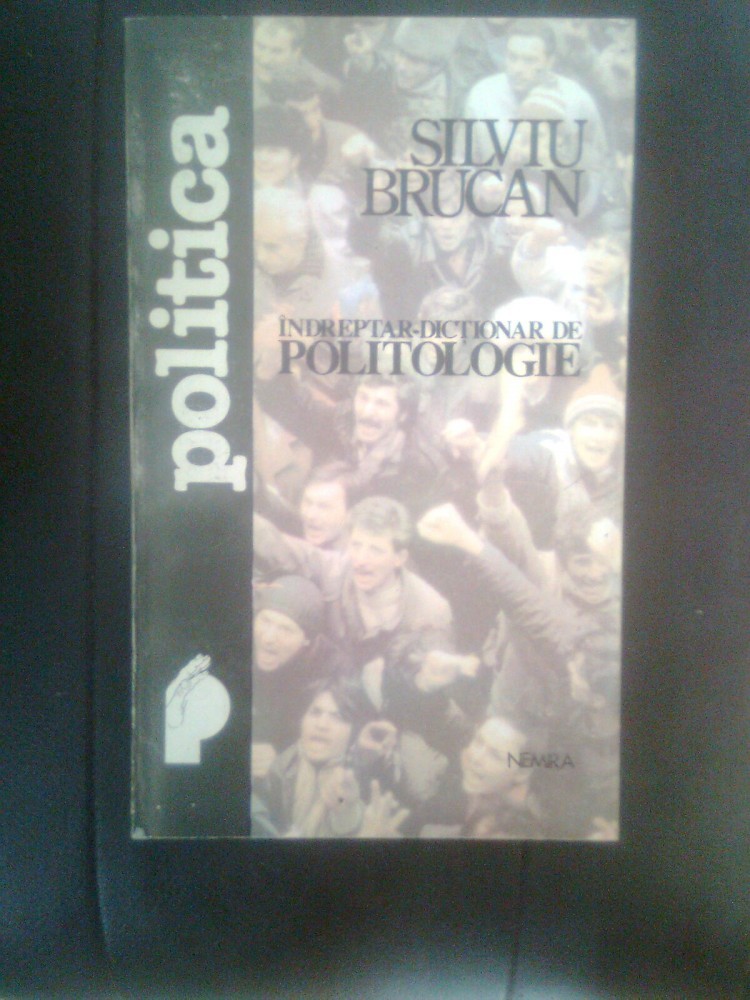 politica
SILVIU
BRUCAN
ÎNDREPTAR-DICȚIONAR DE
POLITOLOGIE
NEMIRA